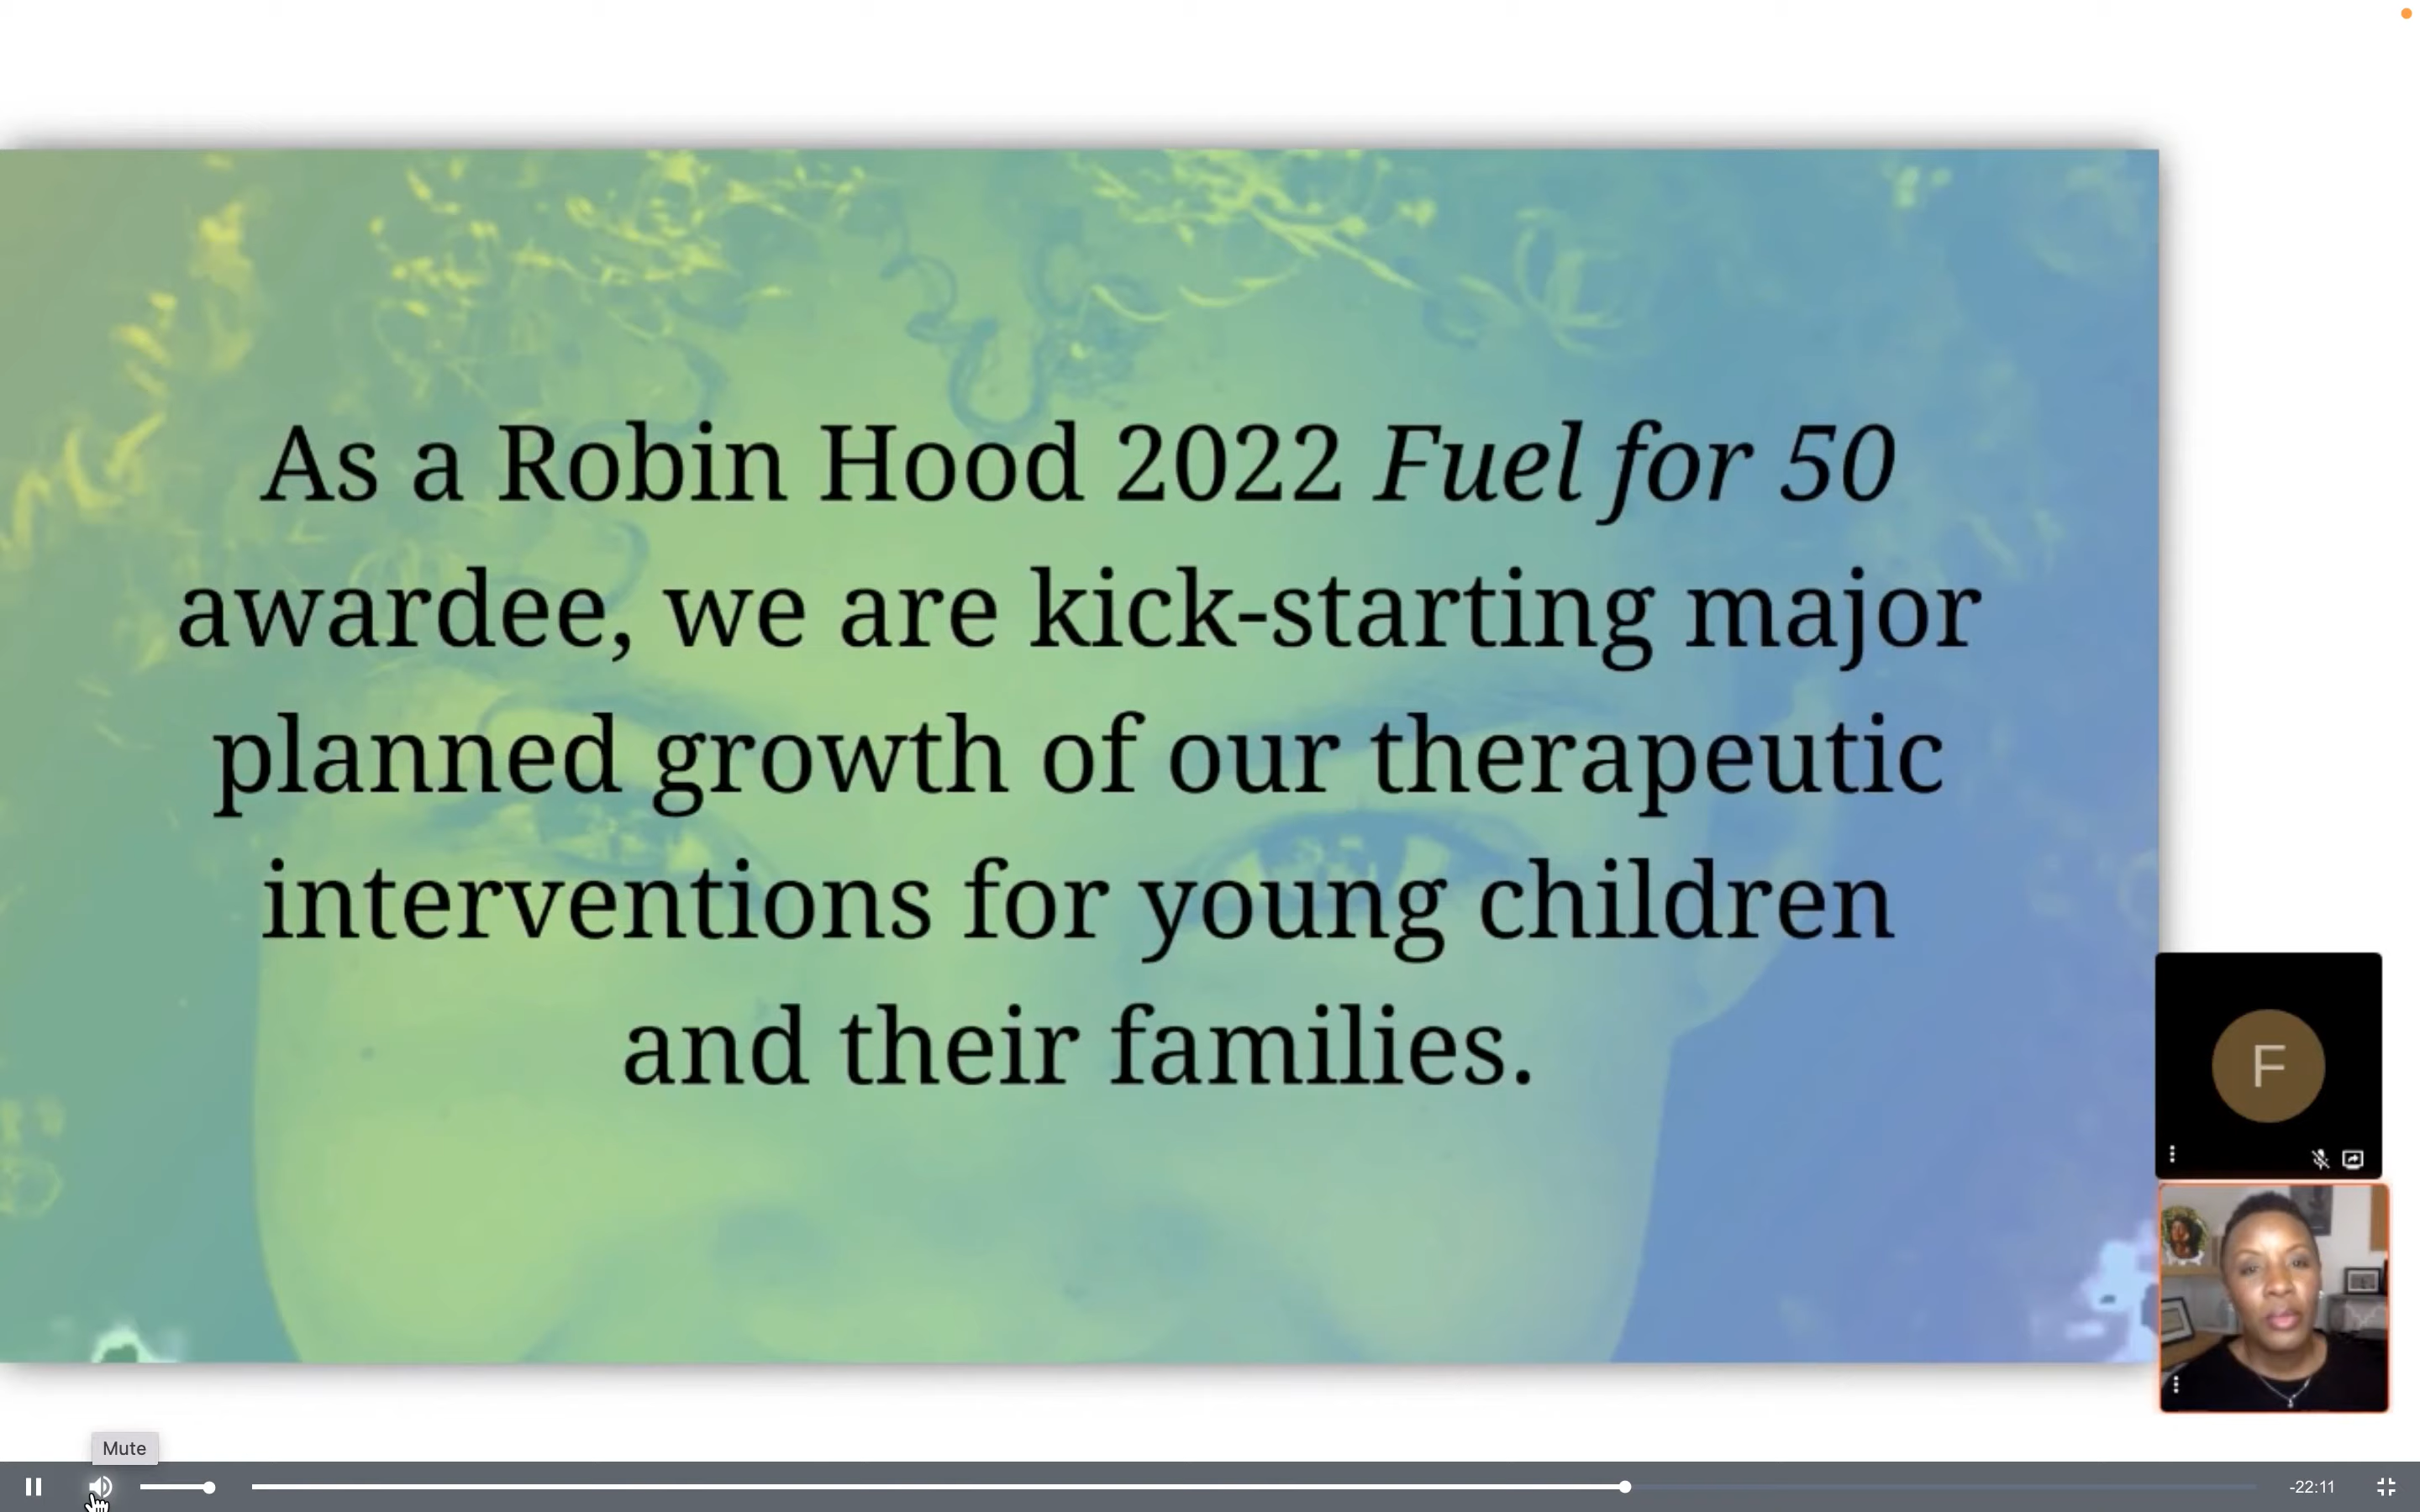 As a Robin Hood 2022 Fuel for 50
awardee, we are kick-starting major
planned growth of our therapeutic
interventions for young children
and their families.
F
Mute
-22:11